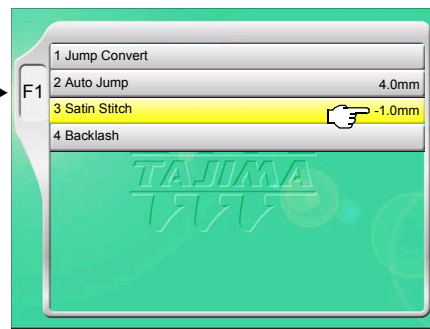 1 Jump Convert
F1
2 Auto Jump 4.0mm
3 Satin Stitch -1.0mm
4 Backlash
TAJIMA